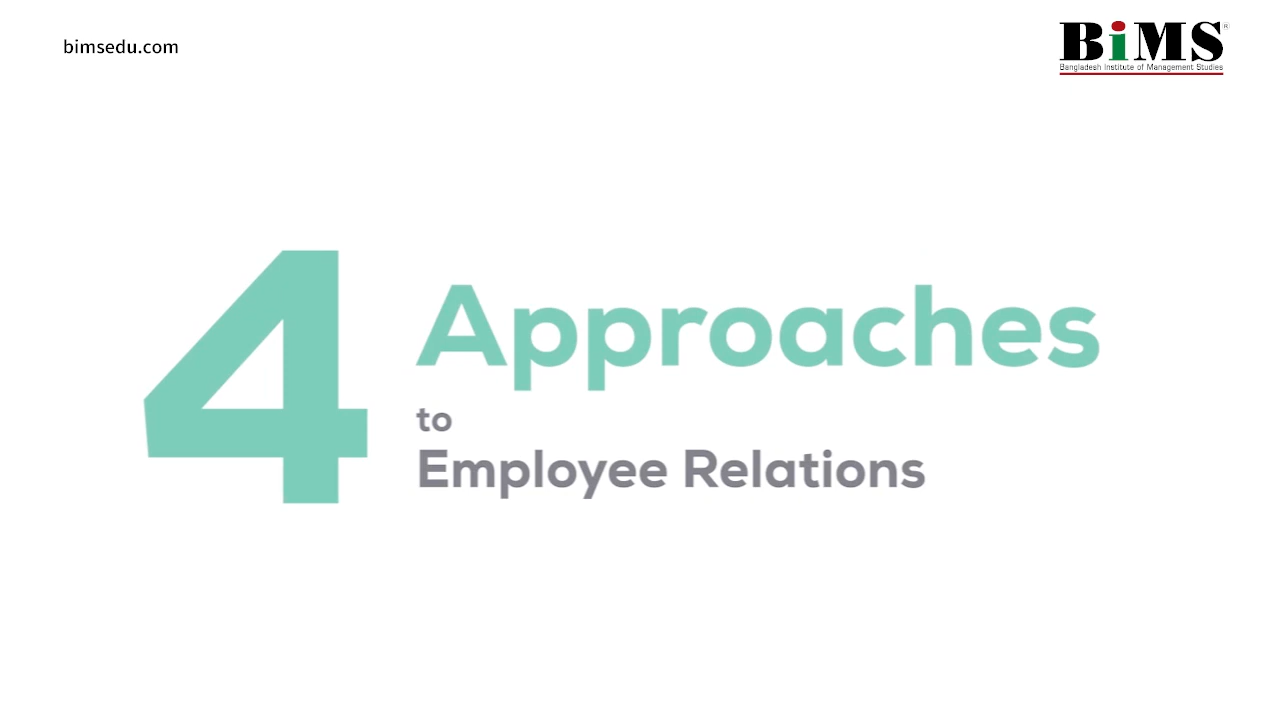 bimsedu.com
BiMS®
Bangladesh Institute of Management Studies
4
Approaches
to
Employee Relations